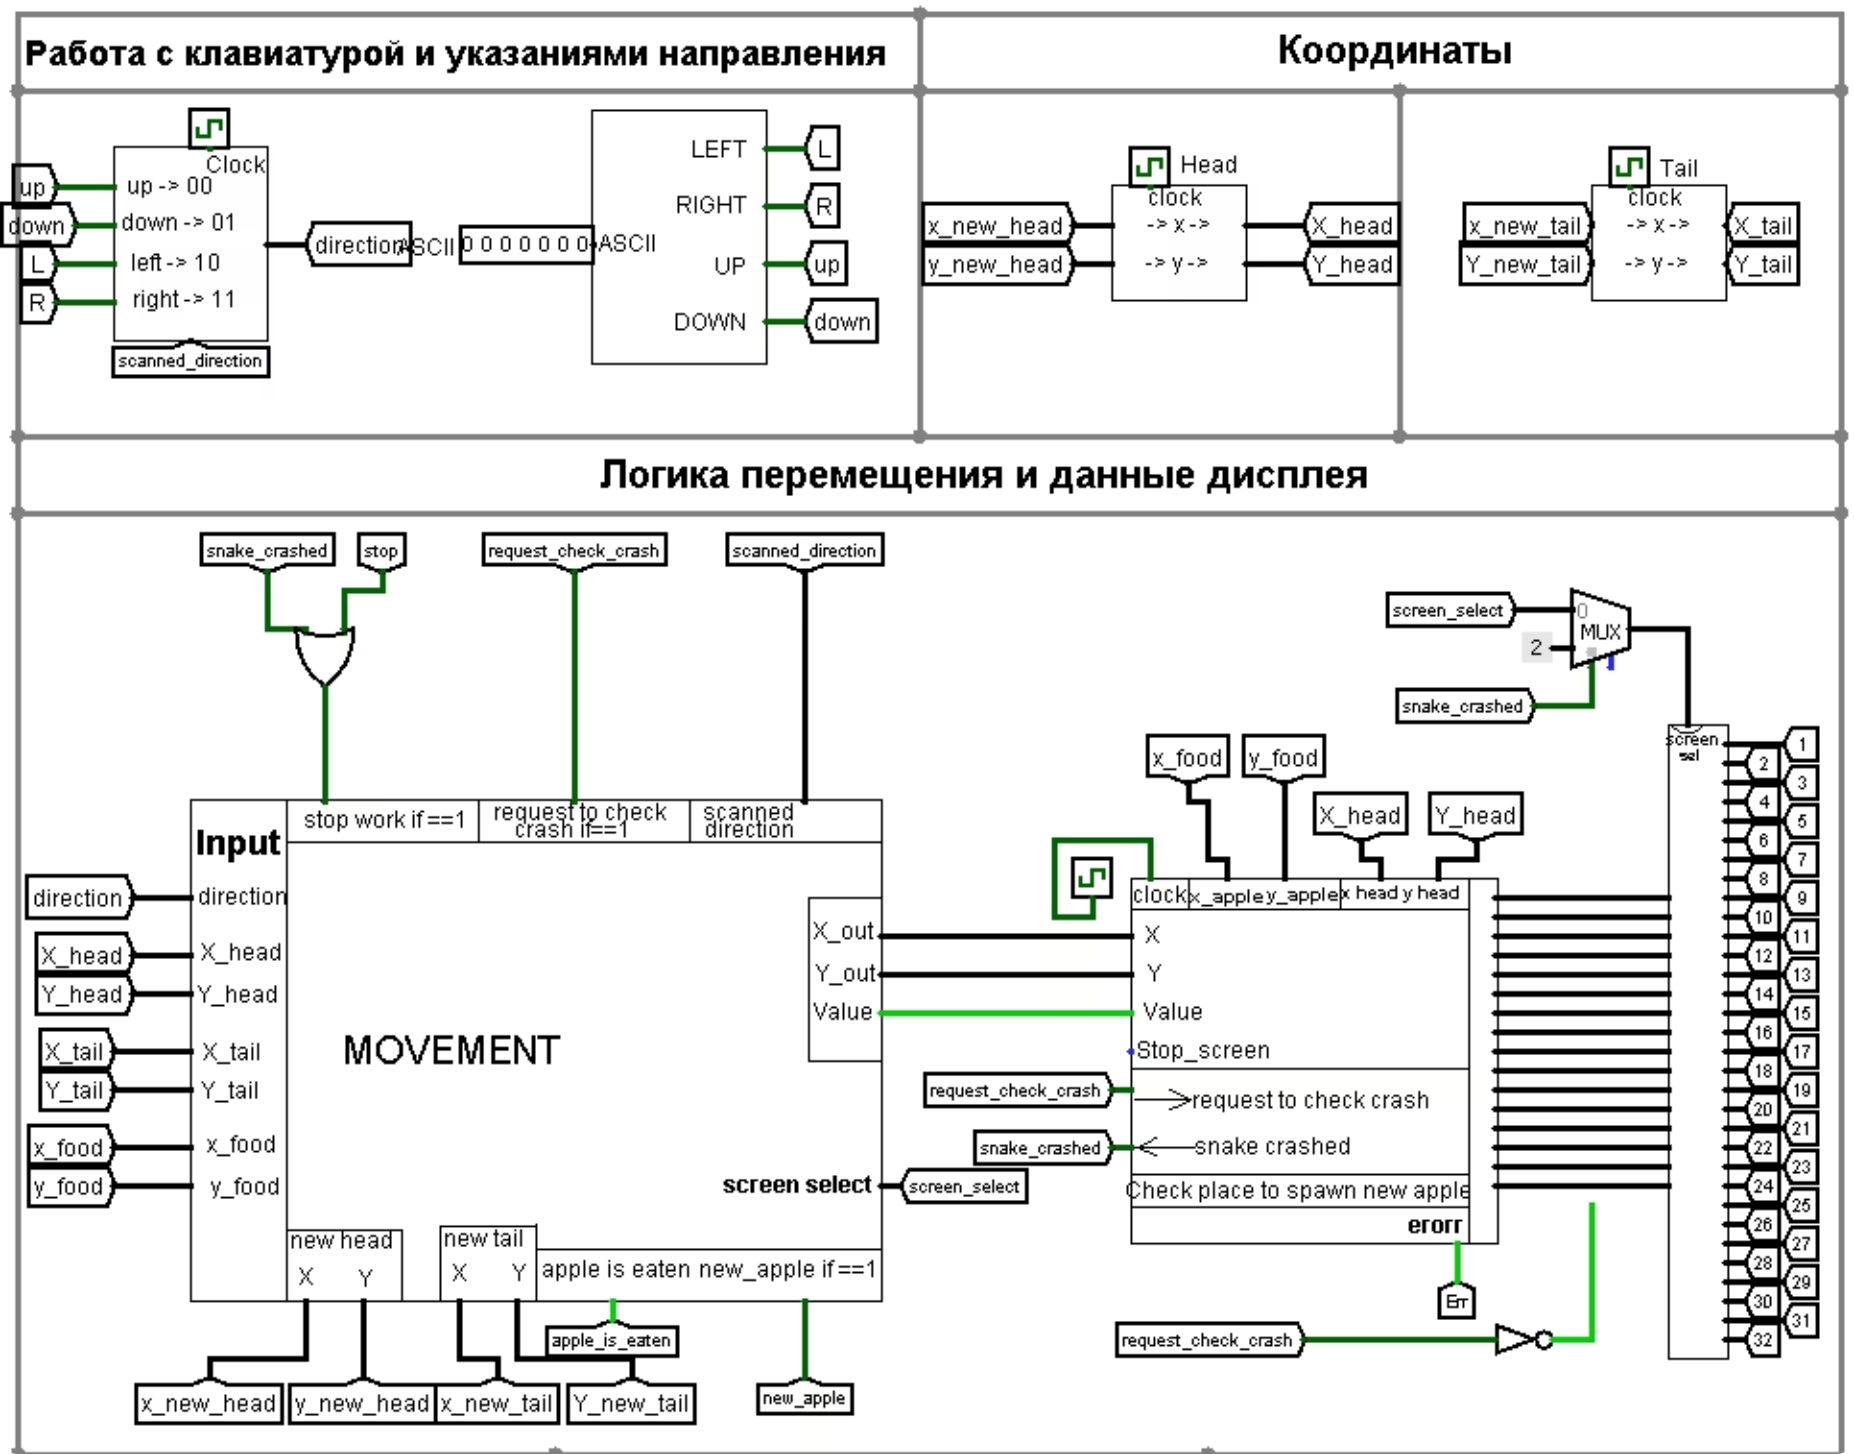 Работа с клавиатурой и указаниями направления
Координаты
Clock
up
up -> 00
down
down -> 01
L
left -> 10
R
right -> 11
direction
scanned_direction
ASCII
0 0 0 0 0 0 0
ASCII
LEFT
L
RIGHT
R
UP
up
DOWN
down
Head
clock
x_new_head
-> x ->
X_head
y_new_head
-> y ->
Y_head
Tail
clock
x_new_tail
-> x ->
X_tail
Y_new_tail
-> y ->
Y_tail
Логика перемещения и данные дисплея
snake_crashed
stop
request_check_crash
scanned_direction
Input
stop work if ==1
request to check
crash if==1
scanned
direction
direction
direction
X_head
X_head
Y_head
Y_head
X_tail
X_tail
Y_tail
Y_tail
x_food
x_food
y_food
y_food
MOVEMENT
X_out
Y_out
Value
screen select
screen_select
new head
X Y
new tail
X Y
apple is eaten
new_apple if ==1
apple_is_eaten
x_new_head
y_new_head
x_new_tail
Y_new_tail
new_apple
screen_select
0
MUX
2
snake_crashed
x_food
y_food
X_head
Y_head
clock
x_apple
y_apple
x head
y head
X
Y
Value
Stop_screen
request_check_crash
request to check crash
snake_crashed
snake crashed
Check place to spawn new apple
erorr
Err
request_check_crash
screen
sel
1
2
3
4
5
6
7
8
9
10
11
12
13
14
15
16
17
18
19
20
21
22
23
24
25
26
27
28
29
30
31
32